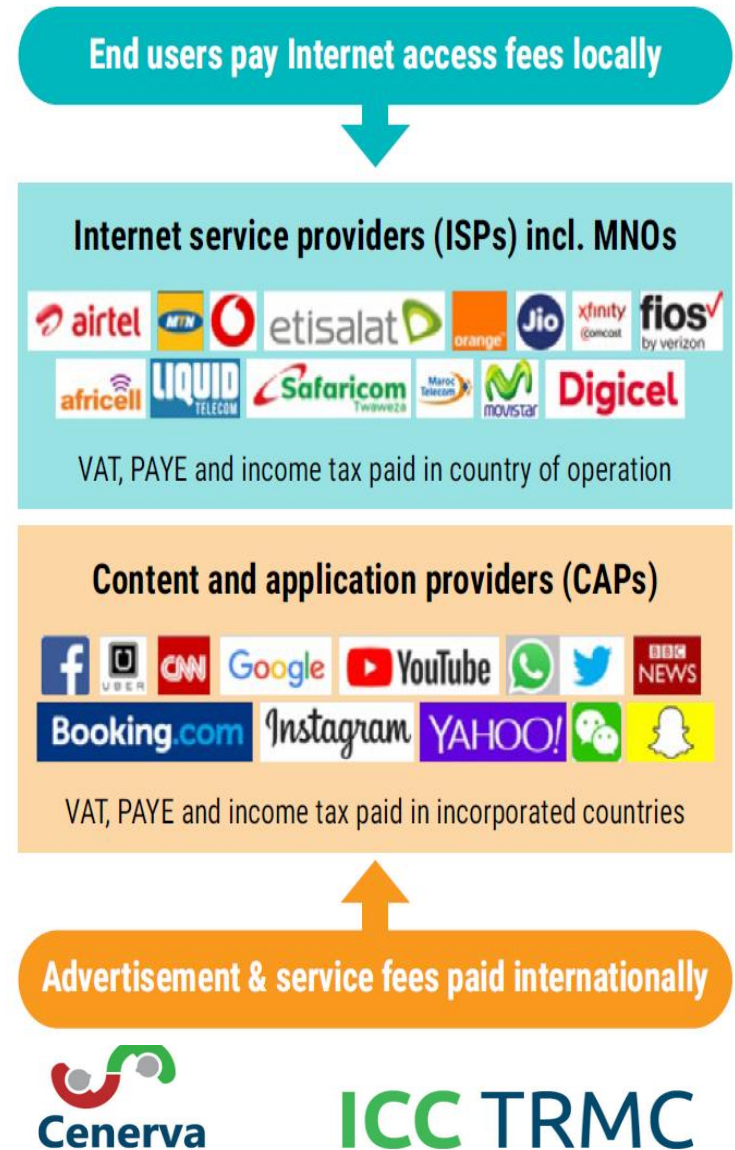 End users pay Internet access fees locally
Internet service providers (ISPs) incl. MNOs
airtel MTN etisalat orange Jio xfinity comcast fios by verizon
africell LIQUID TELECOM Safaricom Twaweza Maroc Telecom movistar Digicel
VAT, PAYE and income tax paid in country of operation
Content and application providers (CAPs)
f UBER CNN Google YouTube BBC NEWS
Booking.com Instagram YAHOO!
VAT, PAYE and income tax paid in incorporated countries
Advertisement & service fees paid internationally
Cenerva ICC TRMC